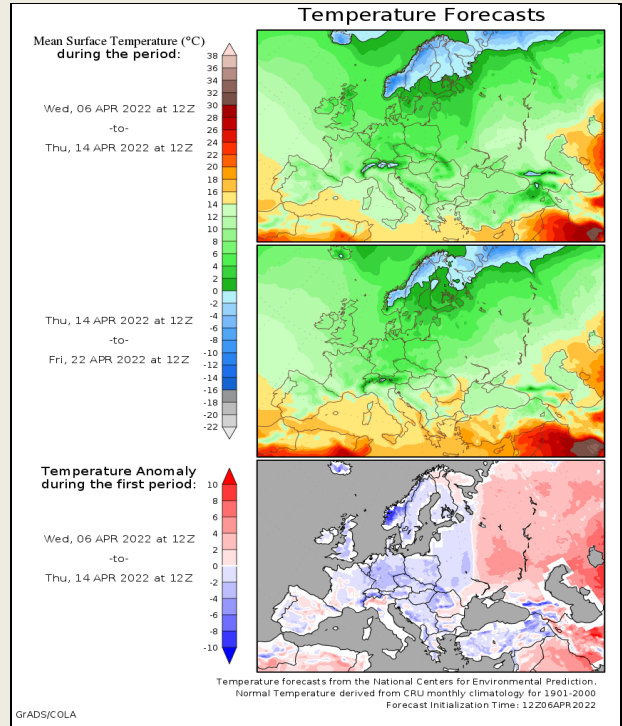 Temperature Forecasts
Mean Surface Temperature (°C)
during the period:
38
36
34
32
30
28
26
24
22
20
18
16
14
12
10
8
6
4
2
0
-2
-4
-6
-8
-10
-12
-14
-16
-18
-20
-22
Wed, 06 APR 2022 at 12Z
-to-
Thu, 14 APR 2022 at 12Z
Thu, 14 APR 2022 at 12Z
-to-
Fri, 22 APR 2022 at 12Z
Temperature Anomaly
during the first period:
10
8
6
4
2
0
-2
-4
-6
-8
-10
Wed, 06 APR 2022 at 12Z
-to-
Thu, 14 APR 2022 at 12Z
Temperature forecasts from the National Centers for Environmental Prediction.
Normal Temperature derived from CRU monthly climatology for 1901-2000
Forecast Initialization Time: 12Z06APR2022
GrADS/COLA